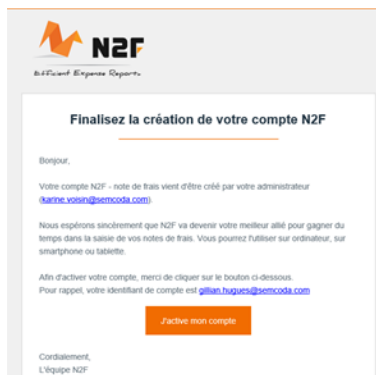 N2F
Efficient Expense Reports
Finalisez la création de votre compte N2F
Bonjour,
Votre compte N2F - note de frais vient d'être créé par votre administrateur
(karine.voisin@semcoda.com).
Nous espérons sincèrement que N2F va devenir votre meilleur allié pour gagner du
temps dans la saisie de vos notes de frais. Vous pourrez l'utiliser sur ordinateur, sur
smartphone ou tablette.
Afin d'activer votre compte, merci de cliquer sur le bouton ci-dessous.
Pour rappel, votre identifiant de compte est gillian.hugues@semcoda.com
J'active mon compte
Cordialement,
L'équipe N2F